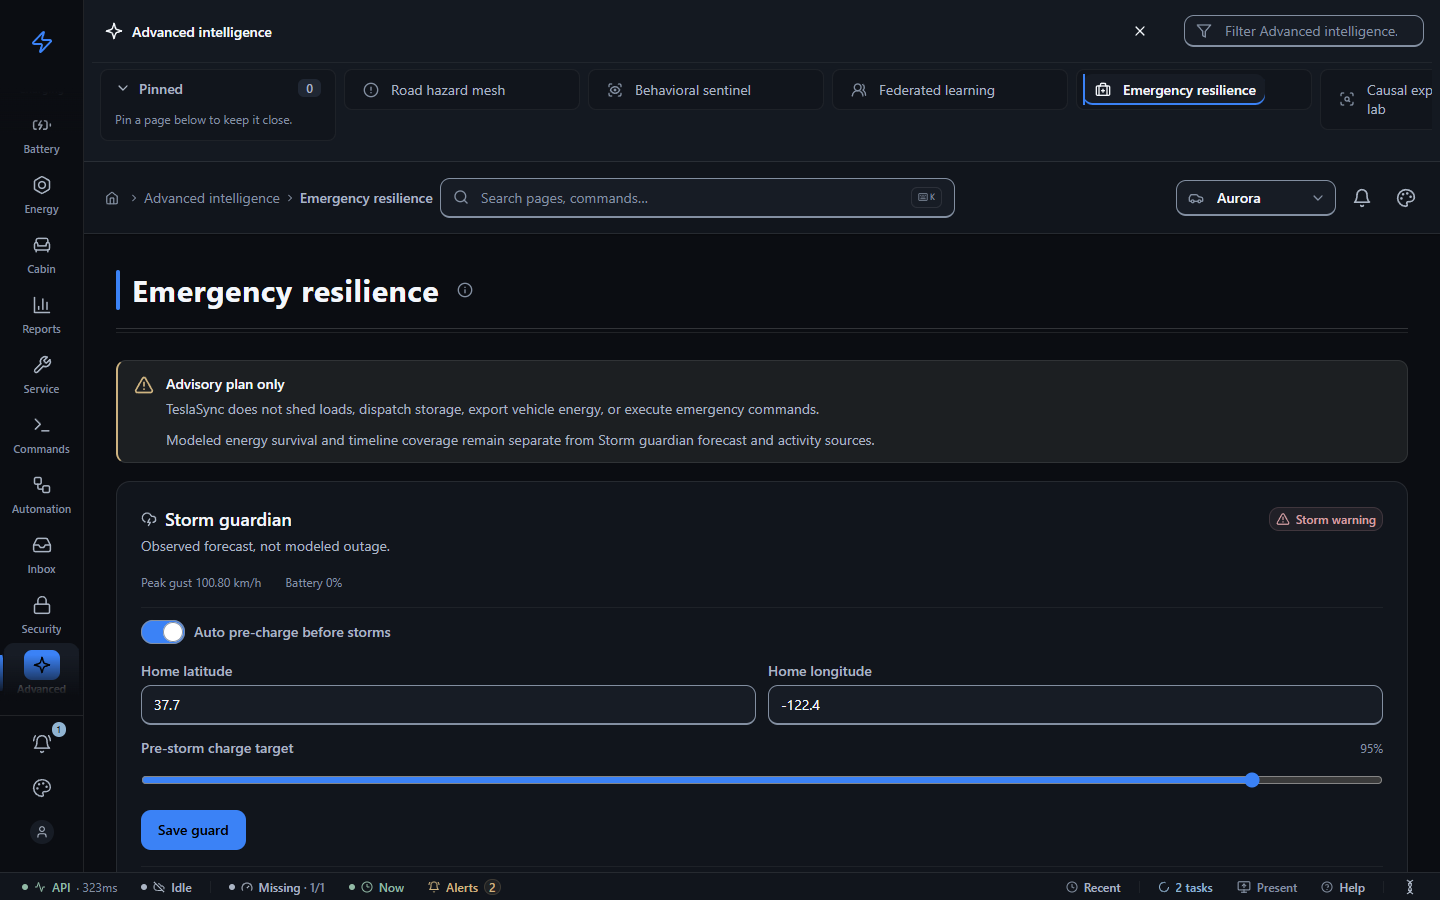 Advanced intelligence
Filter Advanced intelligence.
Pinned
0
Pin a page below to keep it close.
Road hazard mesh
Behavioral sentinel
Federated learning
Emergency resilience
Causal exp
lab
Battery
Energy
Cabin
Reports
Service
Commands
Automation
Inbox
Security
Advanced
1
Advanced intelligence
Emergency resilience
Search pages, commands...
K
Aurora
Emergency resilience
Advisory plan only
TeslaSync does not shed loads, dispatch storage, export vehicle energy, or execute emergency commands.
Modeled energy survival and timeline coverage remain separate from Storm guardian forecast and activity sources.
Storm guardian
Storm warning
Observed forecast, not modeled outage.
Peak gust 100.80 km/h
Battery 0%
Auto pre-charge before storms
Home latitude
Home longitude
37.7
-122.4
Pre-storm charge target
95%
Save guard
API · 323ms
Idle
Missing · 1/1
Now
Alerts 2
Recent
2 tasks
Present
Help